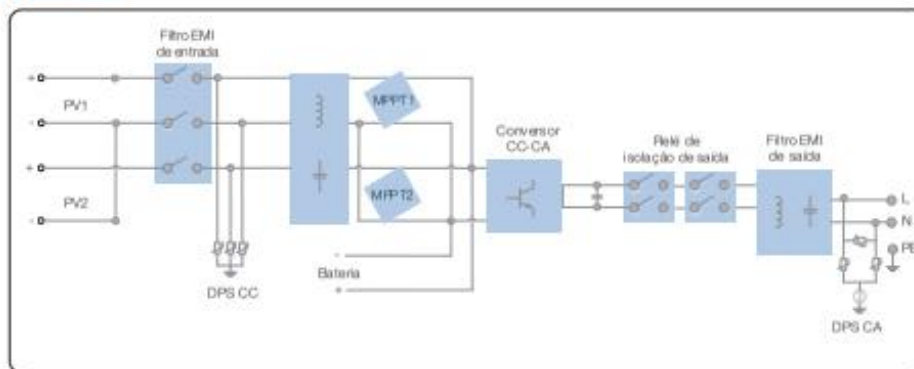 Filtro EMI
de entrada
PV1
PV2
MPPT1
MPPT2
Conversor
CC-CA
Relé de
isolação de saída
Filtro EMI
de saída
L
N
PE
Bateria
DPS CC
DPS CA